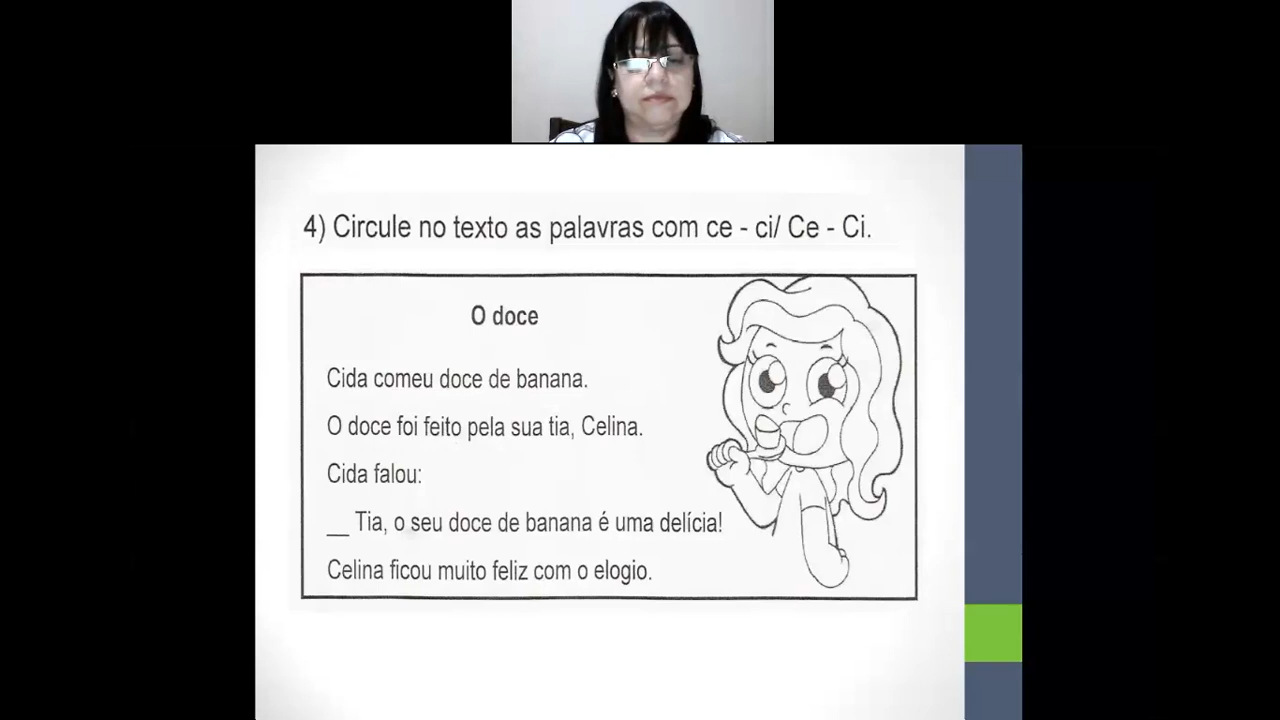 4) Circule no texto as palavras com ce - ci/ Ce - Ci.
O doce
Cida comeu doce de banana.
O doce foi feito pela sua tia, Celina.
Cida falou:
__ Tia, o seu doce de banana é uma delícia!
Celina ficou muito feliz com o elogio.